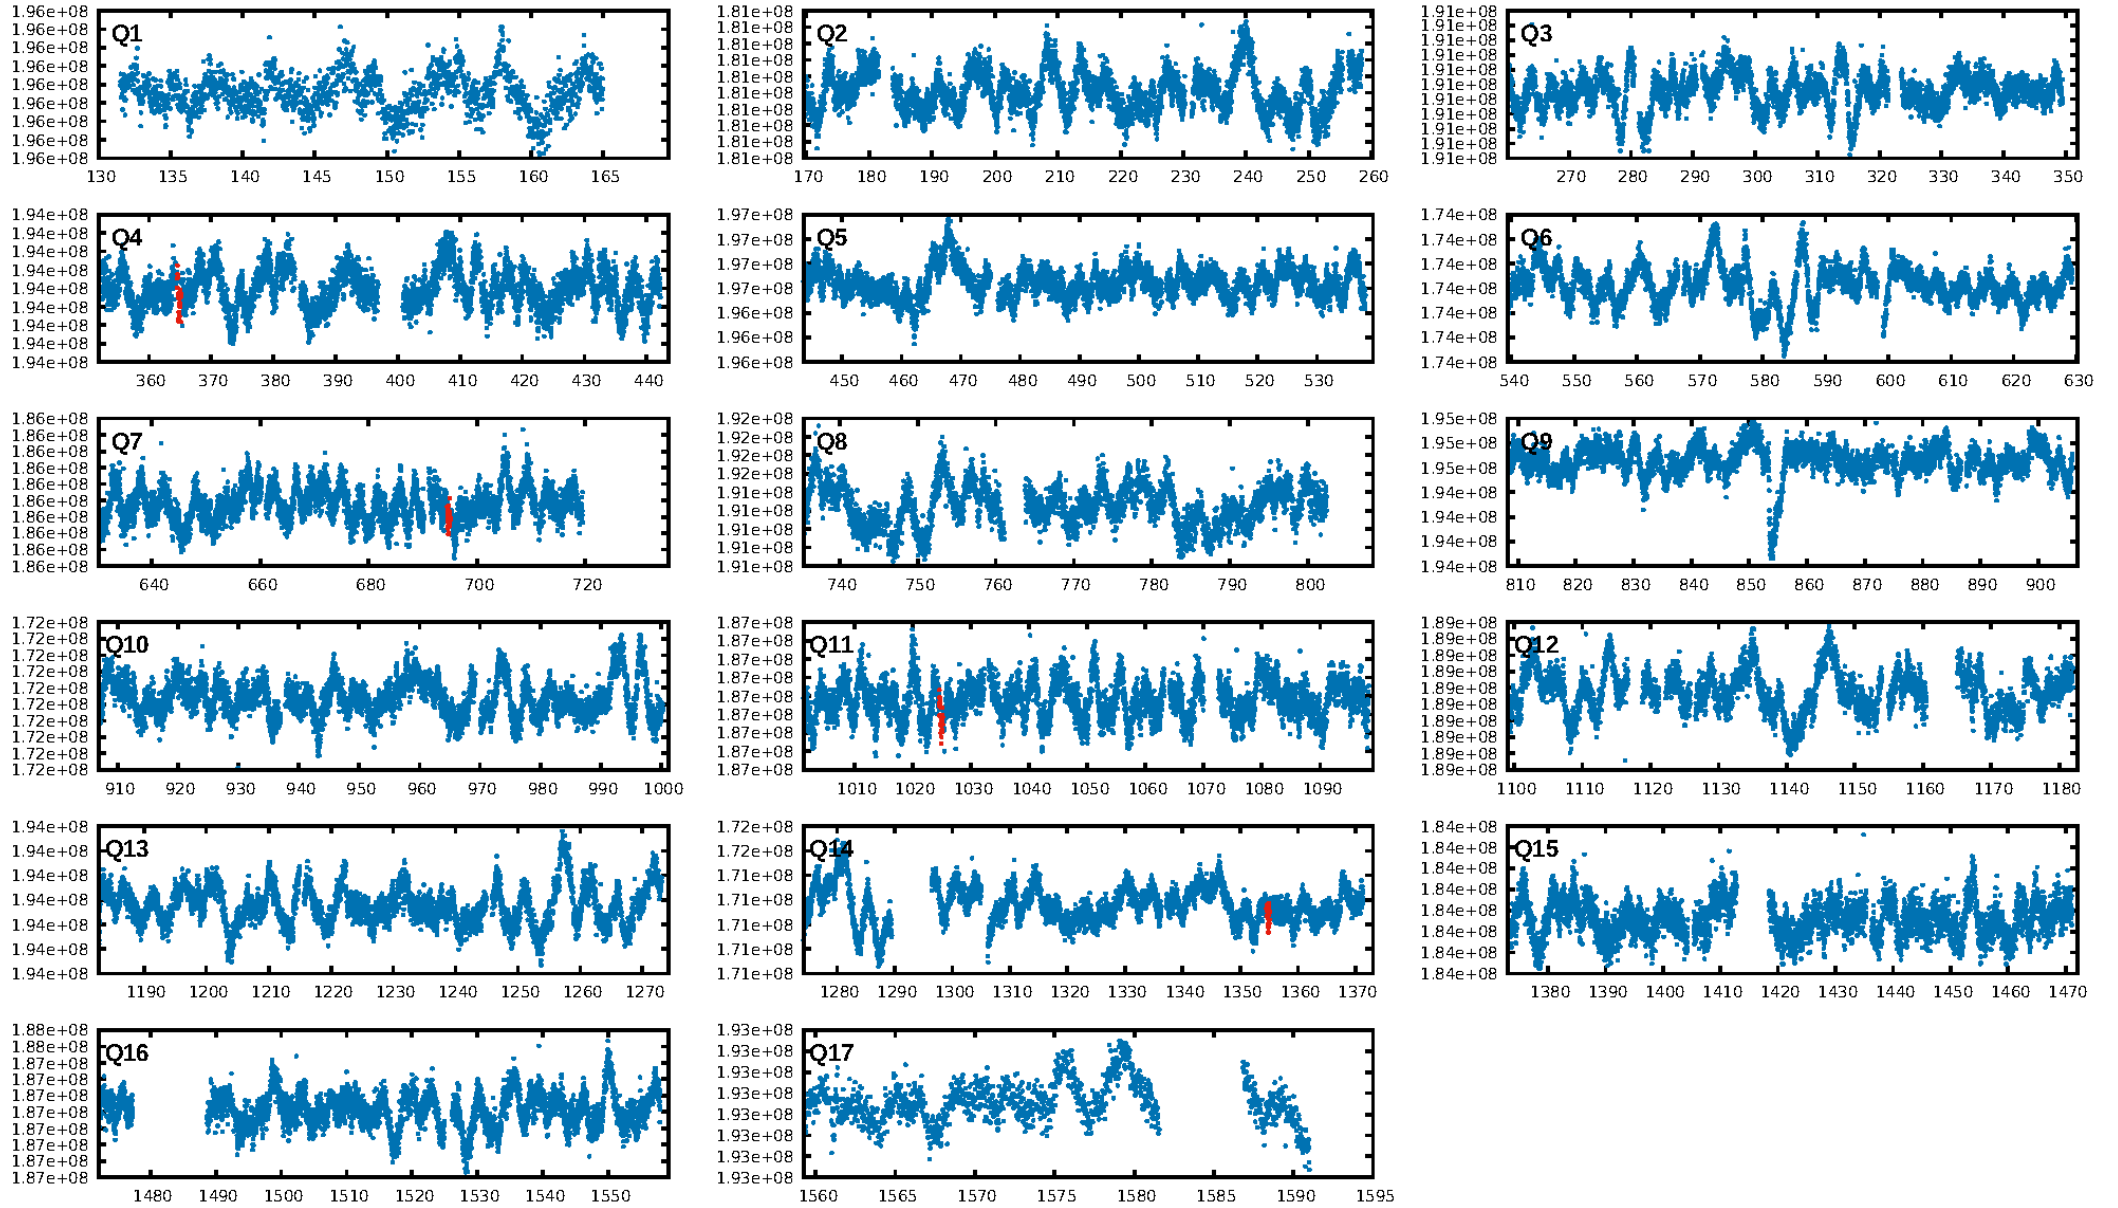 1.96e+08
1.96e+08
1.96e+08
1.96e+08
1.96e+08
1.96e+08
1.96e+08
1.96e+08
1.96e+08
Q1
130 135 140 145 150 155 160 165
1.81e+08
1.81e+08
1.81e+08
1.81e+08
1.81e+08
1.81e+08
1.81e+08
1.81e+08
1.81e+08
1.81e+08
Q2
170 180 190 200 210 220 230 240 250 260
1.91e+08
1.91e+08
1.91e+08
1.91e+08
1.91e+08
1.91e+08
1.91e+08
1.91e+08
1.91e+08
1.91e+08
1.91e+08
Q3
270 280 290 300 310 320 330 340 350
1.94e+08
1.94e+08
1.94e+08
1.94e+08
1.94e+08
1.94e+08
1.94e+08
1.94e+08
1.94e+08
Q4
360 370 380 390 400 410 420 430 440
1.97e+08
1.97e+08
1.97e+08
1.97e+08
1.96e+08
1.96e+08
1.96e+08
Q5
450 460 470 480 490 500 510 520 530
1.74e+08
1.74e+08
1.74e+08
1.74e+08
1.74e+08
1.74e+08
1.74e+08
Q6
540 550 560 570 580 590 600 610 620 630
1.86e+08
1.86e+08
1.86e+08
1.86e+08
1.86e+08
1.86e+08
1.86e+08
1.86e+08
1.86e+08
1.86e+08
Q7
640 660 680 700 720
1.92e+08
1.92e+08
1.92e+08
1.92e+08
1.91e+08
1.91e+08
1.91e+08
1.91e+08
1.91e+08
Q8
740 750 760 770 780 790 800
1.95e+08
1.95e+08
1.95e+08
1.94e+08
1.94e+08
1.94e+08
1.94e+08
Q9
810 820 830 840 850 860 870 880 890 900
1.72e+08
1.72e+08
1.72e+08
1.72e+08
1.72e+08
1.72e+08
1.72e+08
1.72e+08
1.72e+08
1.72e+08
Q10
910 920 930 940 950 960 970 980 990 1000
1.87e+08
1.87e+08
1.87e+08
1.87e+08
1.87e+08
1.87e+08
1.87e+08
1.87e+08
1.87e+08
Q11
1010 1020 1030 1040 1050 1060 1070 1080 1090
1.89e+08
1.89e+08
1.89e+08
1.89e+08
1.89e+08
1.89e+08
1.89e+08
1.89e+08
1.89e+08
1.89e+08
Q12
1100 1110 1120 1130 1140 1150 1160 1170 1180
1.94e+08
1.94e+08
1.94e+08
1.94e+08
1.94e+08
1.94e+08
1.94e+08
Q13
1190 1200 1210 1220 1230 1240 1250 1260 1270
1.72e+08
1.72e+08
1.71e+08
1.71e+08
1.71e+08
1.71e+08
1.71e+08
Q14
1280 1290 1300 1310 1320 1330 1340 1350 1360 1370
1.84e+08
1.84e+08
1.84e+08
1.84e+08
1.84e+08
1.84e+08
1.84e+08
1.84e+08
Q15
1380 1390 1400 1410 1420 1430 1440 1450 1460 1470
1.88e+08
1.88e+08
1.87e+08
1.87e+08
1.87e+08
1.87e+08
1.87e+08
1.87e+08
1.87e+08
1.87e+08
Q16
1480 1490 1500 1510 1520 1530 1540 1550
1.93e+08
1.93e+08
1.93e+08
1.93e+08
1.93e+08
1.93e+08
1.93e+08
1.93e+08
Q17
1560 1565 1570 1575 1580 1585 1590 1595